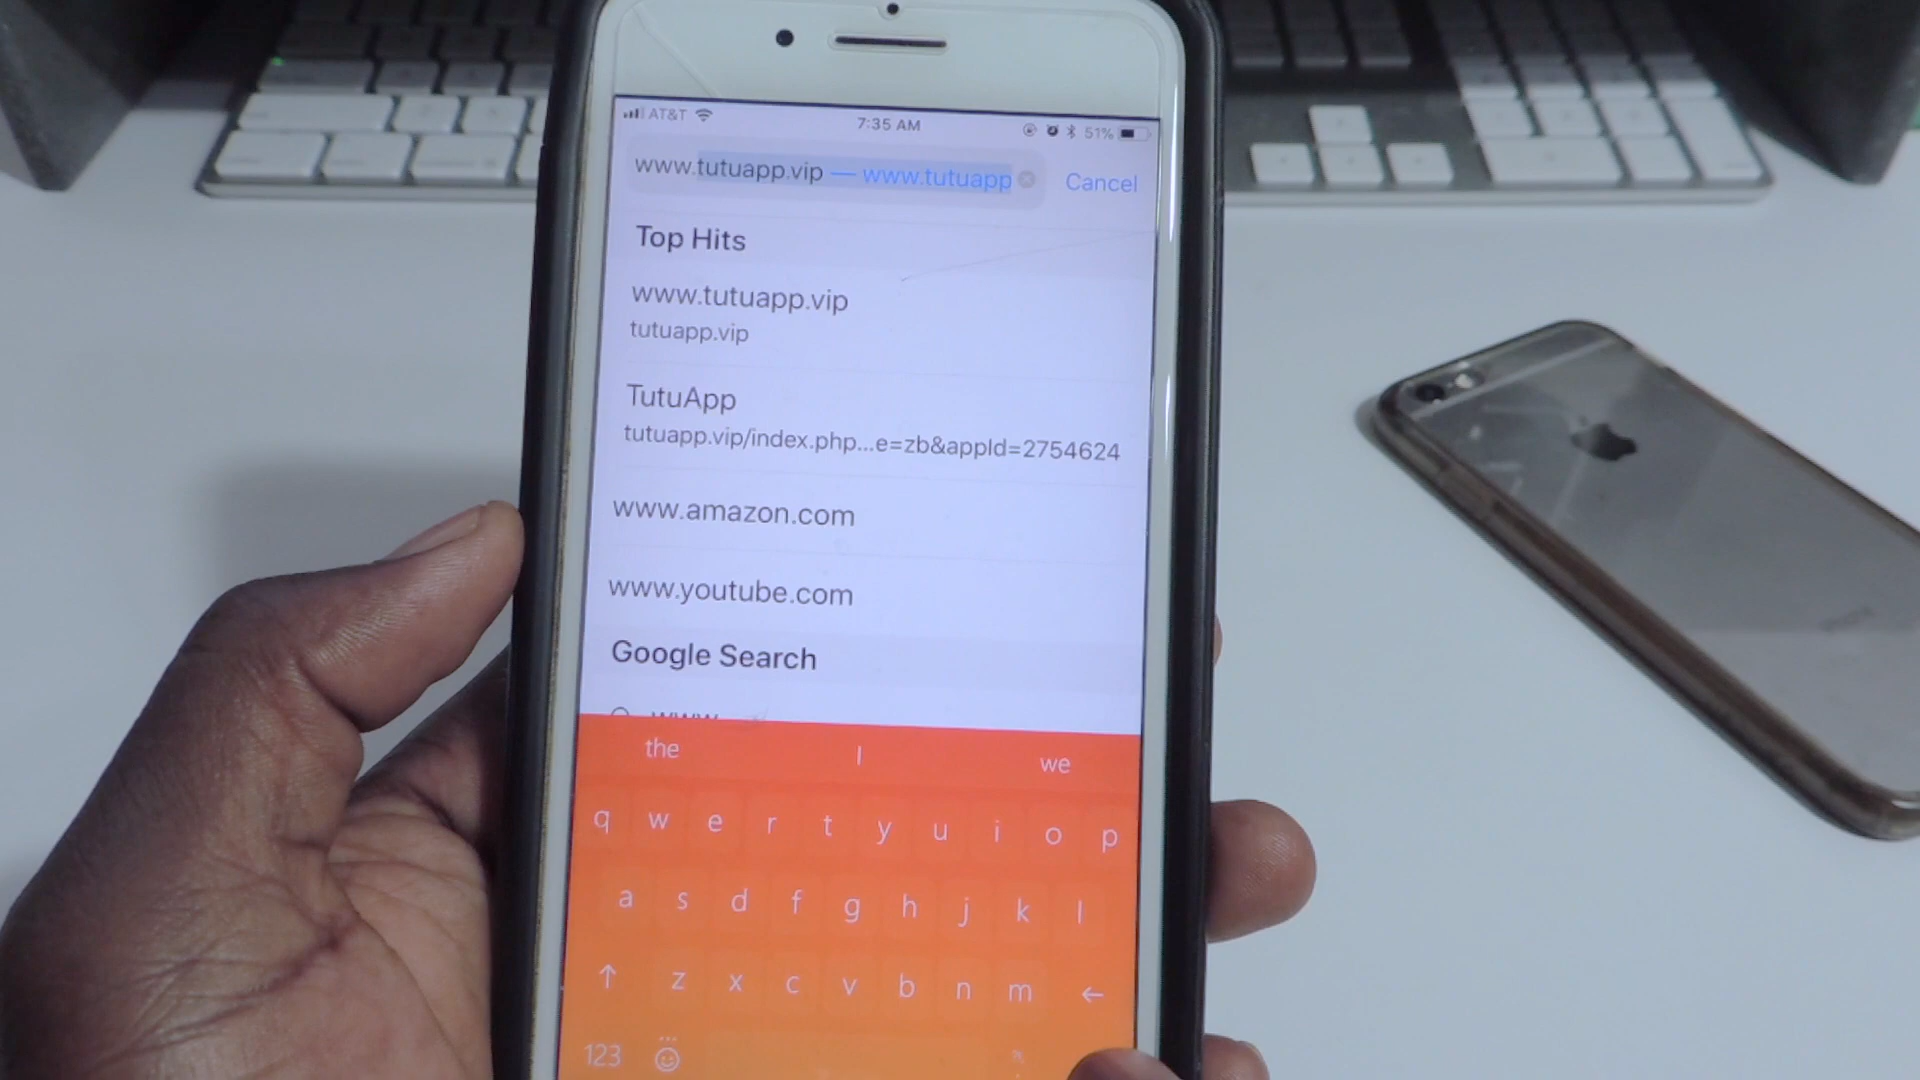 AT&T 7:35 AM 51%
www.tutuapp.vip — www.tutuapp Cancel
Top Hits
www.tutuapp.vip
tutuapp.vip
TutuApp
tutuapp.vip/index.php...e=zb&appId=2754624
www.amazon.com
www.youtube.com
Google Search
www.
the I we
q w e r t y u i o p
a s d f g h j k l
z x c v b n m
123